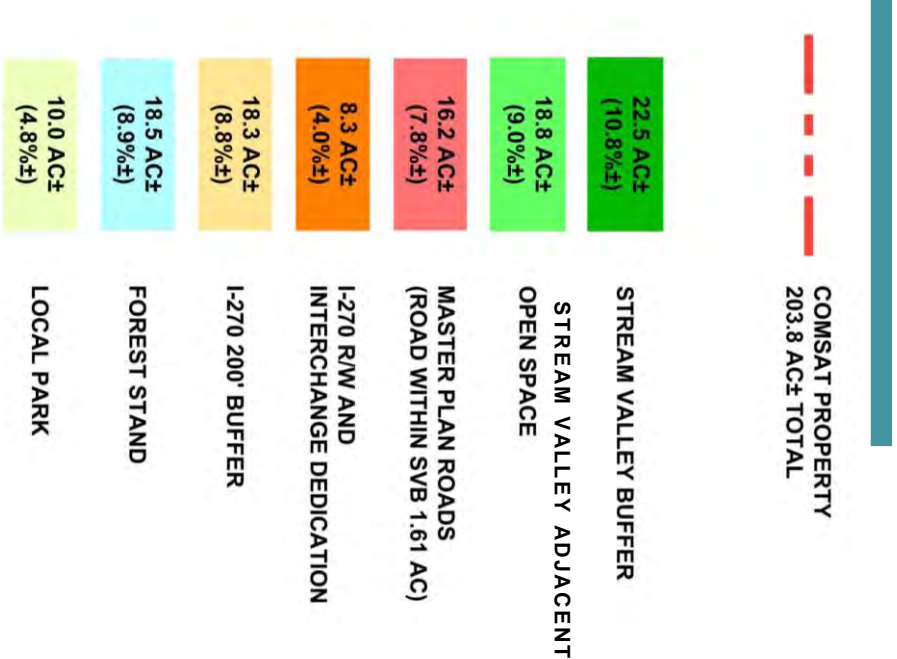 COMSAT PROPERTY
203.8 AC± TOTAL
22.5 AC±
(10.8%±)
STREAM VALLEY BUFFER
18.8 AC±
(9.0%±)
STREAM VALLEY ADJACENT
OPEN SPACE
16.2 AC±
(7.8%±)
MASTER PLAN ROADS
(ROAD WITHIN SVB 1.61 AC)
8.3 AC±
(4.0%±)
I-270 R/W AND
INTERCHANGE DEDICATION
18.3 AC±
(8.8%±)
I-270 200' BUFFER
18.5 AC±
(8.9%±)
FOREST STAND
10.0 AC±
(4.8%±)
LOCAL PARK